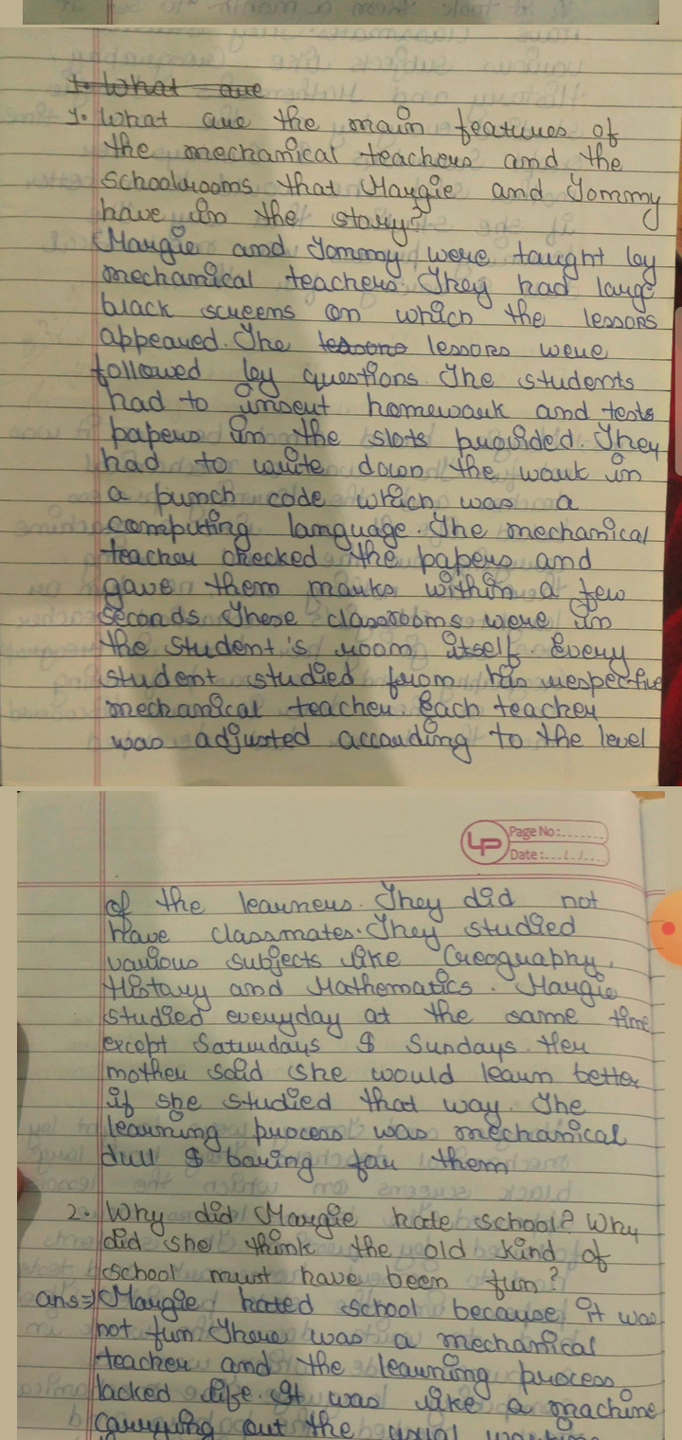 1. What are
1. What are the main features of
the mechanical teachers and the
schoolrooms that Margie and Tommy
have in the story?
Margie and Tommy were taught by
mechanical teachers. They had large
black screens on which the lessons
appeared. The lessons lessons were
followed by questions. The students
had to insert homework and tests
papers in the slots provided. They
had to write down the work in
a punch code which was a
computing language. The mechanical
teacher checked the papers and
gave them marks within a few
seconds. These classrooms were in
the student's room itself. Every
student studied from his respective
mechanical teacher. Each teacher
was adjusted according to the level
LP Page No:.......
Date:.../.../...
of the learners. They did not
have classmates. They studied
various subjects like Geography,
History and Mathematics. Margie
studied everyday at the same time
except Saturdays & Sundays. Her
mother said she would learn better
if she studied that way. The
learning process was mechanical
dull & boring for them
2. Why did Margie hate school? Why
did she think the old kind of
school must have been fun?
ans⇒ Margie hated school because it was
not fun. There was a mechanical
teacher and the learning process
lacked life. It was like a machine
carrying out the usual